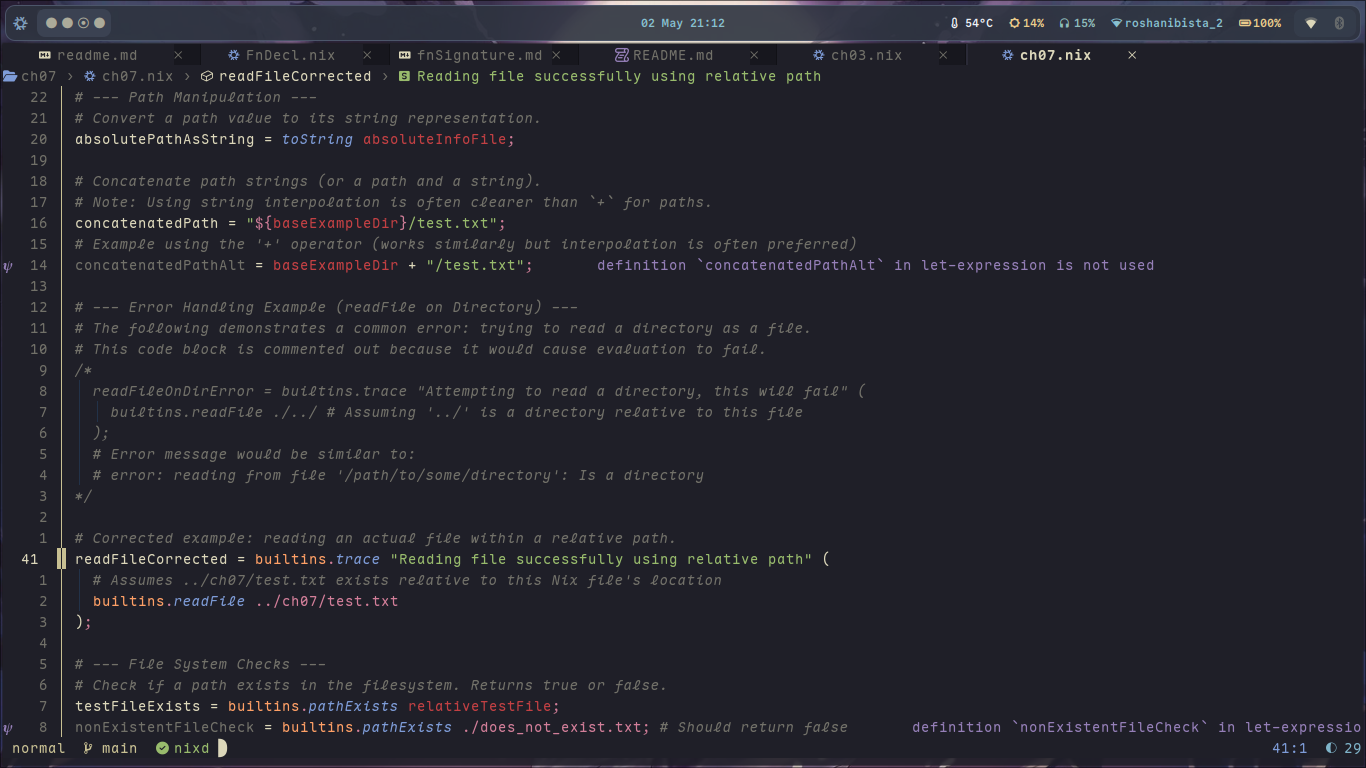 02 May 21:12 54°C 14% 15% roshanibista_2 100%
readme.md FnDecl.nix fnSignature.md README.md ch03.nix ch07.nix
ch07 › ch07.nix › readFileCorrected › Reading file successfully using relative path
22 # --- Path Manipulation ---
21 # Convert a path value to its string representation.
20 absolutePathAsString = toString absoluteInfoFile;
19
18 # Concatenate path strings (or a path and a string).
17 # Note: Using string interpolation is often clearer than `+` for paths.
16 concatenatedPath = "${baseExampleDir}/test.txt";
15 # Example using the '+' operator (works similarly but interpolation is often preferred)
14 concatenatedPathAlt = baseExampleDir + "/test.txt"; definition `concatenatedPathAlt` in let-expression is not used
13
12 # --- Error Handling Example (readFile on Directory) ---
11 # The following demonstrates a common error: trying to read a directory as a file.
10 # This code block is commented out because it would cause evaluation to fail.
9 /*
8 readFileOnDirError = builtins.trace "Attempting to read a directory, this will fail" (
7 builtins.readFile ./../ # Assuming '../' is a directory relative to this file
6 );
5 # Error message would be similar to:
4 # error: reading from file '/path/to/some/directory': Is a directory
3 */
2
1 # Corrected example: reading an actual file within a relative path.
41 readFileCorrected = builtins.trace "Reading file successfully using relative path" (
1 # Assumes ../ch07/test.txt exists relative to this Nix file's location
2 builtins.readFile ../ch07/test.txt
3 );
4
5 # --- File System Checks ---
6 # Check if a path exists in the filesystem. Returns true or false.
7 testFileExists = builtins.pathExists relativeTestFile;
8 nonExistentFileCheck = builtins.pathExists ./does_not_exist.txt; # Should return false definition `nonExistentFileCheck` in let-expressio
normal main nixd 41:1 29